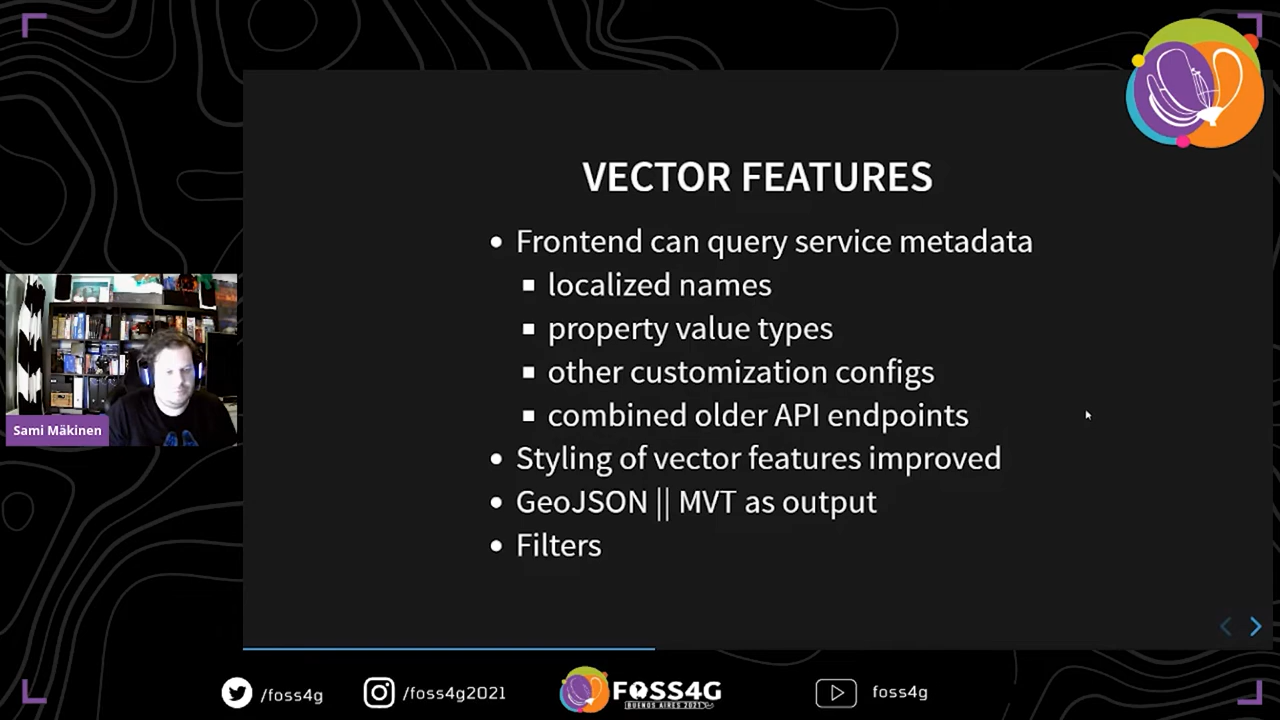 VECTOR FEATURES
• Frontend can query service metadata
▪ localized names
▪ property value types
▪ other customization configs
▪ combined older API endpoints
• Styling of vector features improved
• GeoJSON || MVT as output
• Filters
Sami Mäkinen
/foss4g
/foss4g2021
FOSS4G
BUENOS AIRES 2021
foss4g